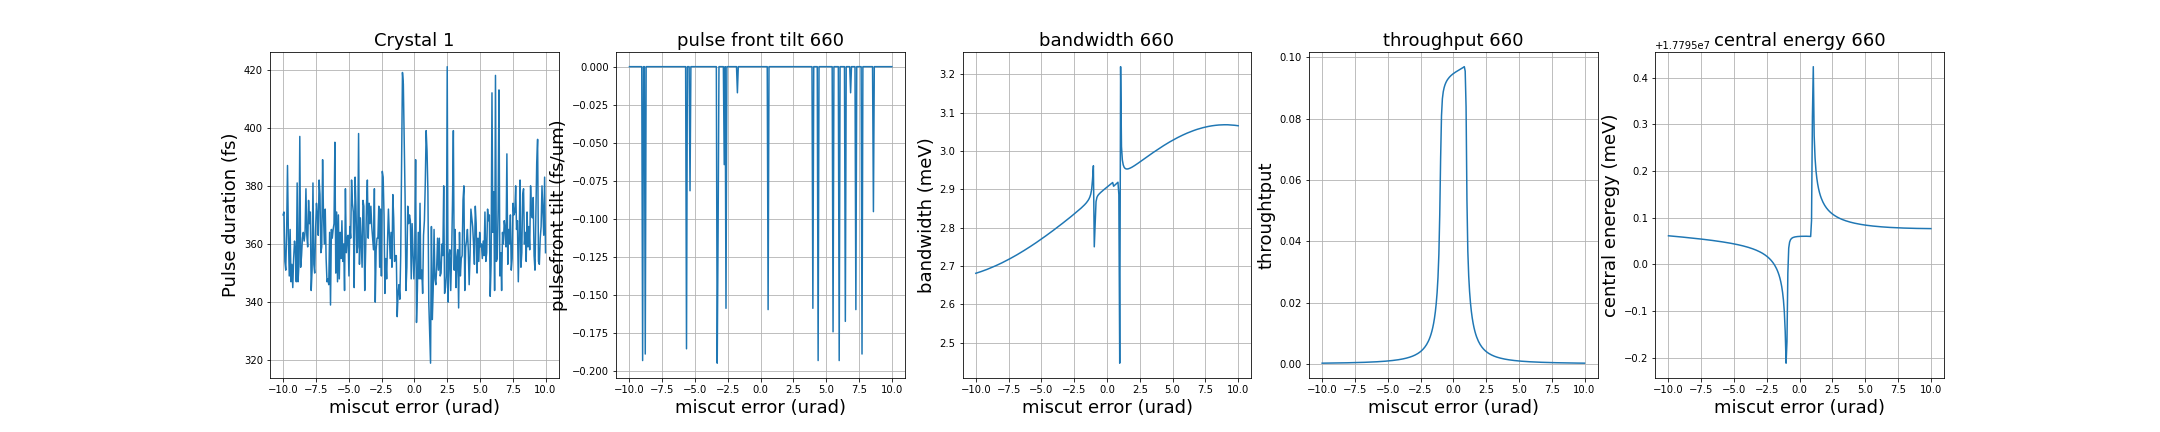 Crystal 1
Pulse duration (fs)
420
400
380
360
340
320
−10.0 −7.5 −5.0 −2.5 0.0 2.5 5.0 7.5 10.0
miscut error (urad)
pulse front tilt 660
pulsefront tilt (fs/um)
0.000
−0.025
−0.050
−0.075
−0.100
−0.125
−0.150
−0.175
−0.200
−10.0 −7.5 −5.0 −2.5 0.0 2.5 5.0 7.5 10.0
miscut error (urad)
bandwidth 660
bandwidth (meV)
3.2
3.1
3.0
2.9
2.8
2.7
2.6
2.5
−10.0 −7.5 −5.0 −2.5 0.0 2.5 5.0 7.5 10.0
miscut error (urad)
throughput 660
throughtput
0.10
0.08
0.06
0.04
0.02
0.00
−10.0 −7.5 −5.0 −2.5 0.0 2.5 5.0 7.5 10.0
miscut error (urad)
+1.7795e7
central energy 660
central eneregy (meV)
0.4
0.3
0.2
0.1
0.0
−0.1
−0.2
−10.0 −7.5 −5.0 −2.5 0.0 2.5 5.0 7.5 10.0
miscut error (urad)